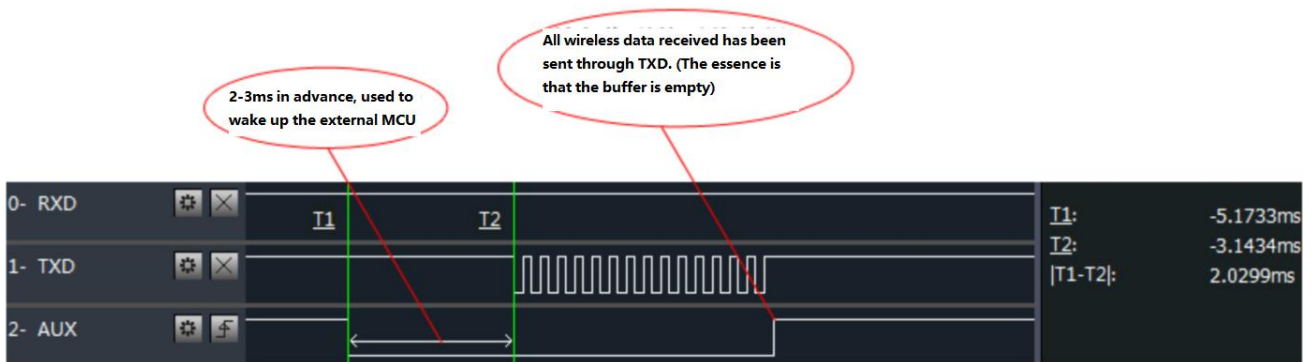 All wireless data received has been
sent through TXD. (The essence is
that the buffer is empty)
2-3ms in advance, used to
wake up the external MCU
0- RXD
T1
T2
1- TXD
2- AUX
T1: -5.1733ms
T2: -3.1434ms
|T1-T2|: 2.0299ms